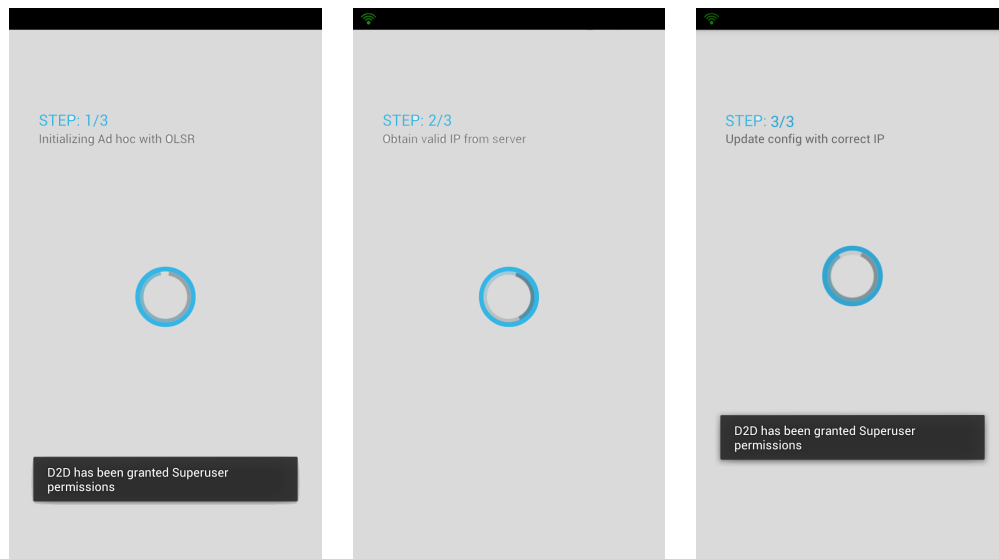 STEP: 1/3
Initializing Ad hoc with OLSR
D2D has been granted Superuser
permissions
STEP: 2/3
Obtain valid IP from server
STEP: 3/3
Update config with correct IP
D2D has been granted Superuser
permissions